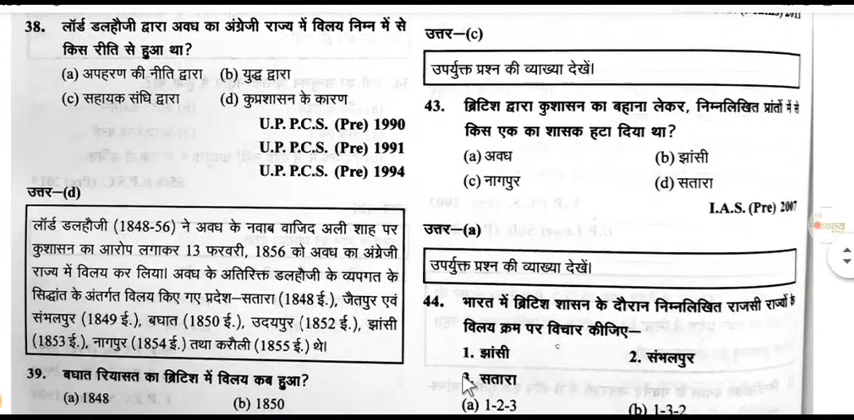 38. लॉर्ड डलहौजी द्वारा अवध का अंग्रेजी राज्य में विलय निम्न में से
किस रीति से हुआ था?
(a) अपहरण की नीति द्वारा (b) युद्ध द्वारा
(c) सहायक संधि द्वारा (d) कुप्रशासन के कारण
U.P. P.C.S. (Pre) 1990
U.P. P.C.S. (Pre) 1991
U.P. P.C.S. (Pre) 1994
उत्तर–(d)
लॉर्ड डलहौजी (1848-56) ने अवध के नवाब वाजिद अली शाह पर
कुशासन का आरोप लगाकर 13 फरवरी, 1856 को अवध का अंग्रेजी
राज्य में विलय कर लिया। अवध के अतिरिक्त डलहौजी के व्यपगत के
सिद्धांत के अंतर्गत विलय किए गए प्रदेश–सतारा (1848 ई.), जैतपुर एवं
संभलपुर (1849 ई.), बघात (1850 ई.), उदयपुर (1852 ई.), झांसी
(1853 ई.), नागपुर (1854 ई.) तथा करौली (1855 ई.) थे।
39. बघात रियासत का ब्रिटिश में विलय कब हुआ?
(a) 1848 (b) 1850
उत्तर–(c)
उपर्युक्त प्रश्न की व्याख्या देखें।
43. ब्रिटिश द्वारा कुशासन का बहाना लेकर, निम्नलिखित प्रांतों में से
किस एक का शासक हटा दिया था?
(a) अवध (b) झांसी
(c) नागपुर (d) सतारा
I.A.S. (Pre) 2007
उत्तर–(a)
उपर्युक्त प्रश्न की व्याख्या देखें।
44. भारत में ब्रिटिश शासन के दौरान निम्नलिखित राजसी राज्यों के
विलय क्रम पर विचार कीजिए–
1. झांसी 2. संभलपुर
3. सतारा
(a) 1-2-3 (b) 1-3-2